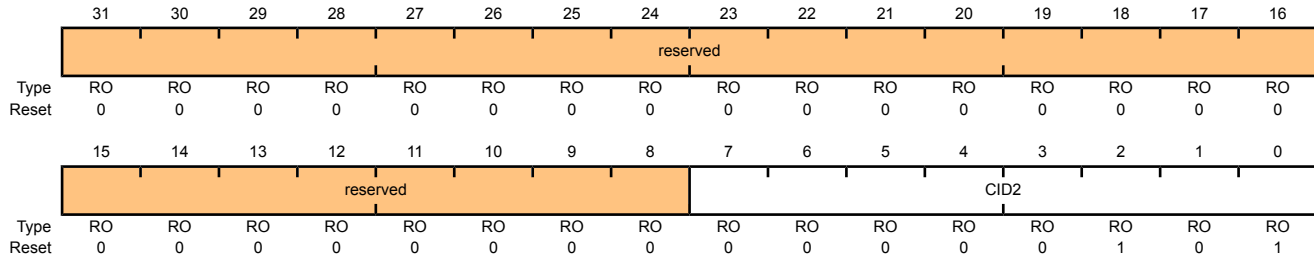 31 30 29 28 27 26 25 24 23 22 21 20 19 18 17 16
reserved
Type RO RO RO RO RO RO RO RO RO RO RO RO RO RO RO RO
Reset 0 0 0 0 0 0 0 0 0 0 0 0 0 0 0 0
15 14 13 12 11 10 9 8 7 6 5 4 3 2 1 0
reserved CID2
Type RO RO RO RO RO RO RO RO RO RO RO RO RO RO RO RO
Reset 0 0 0 0 0 0 0 0 0 0 0 0 0 1 0 1